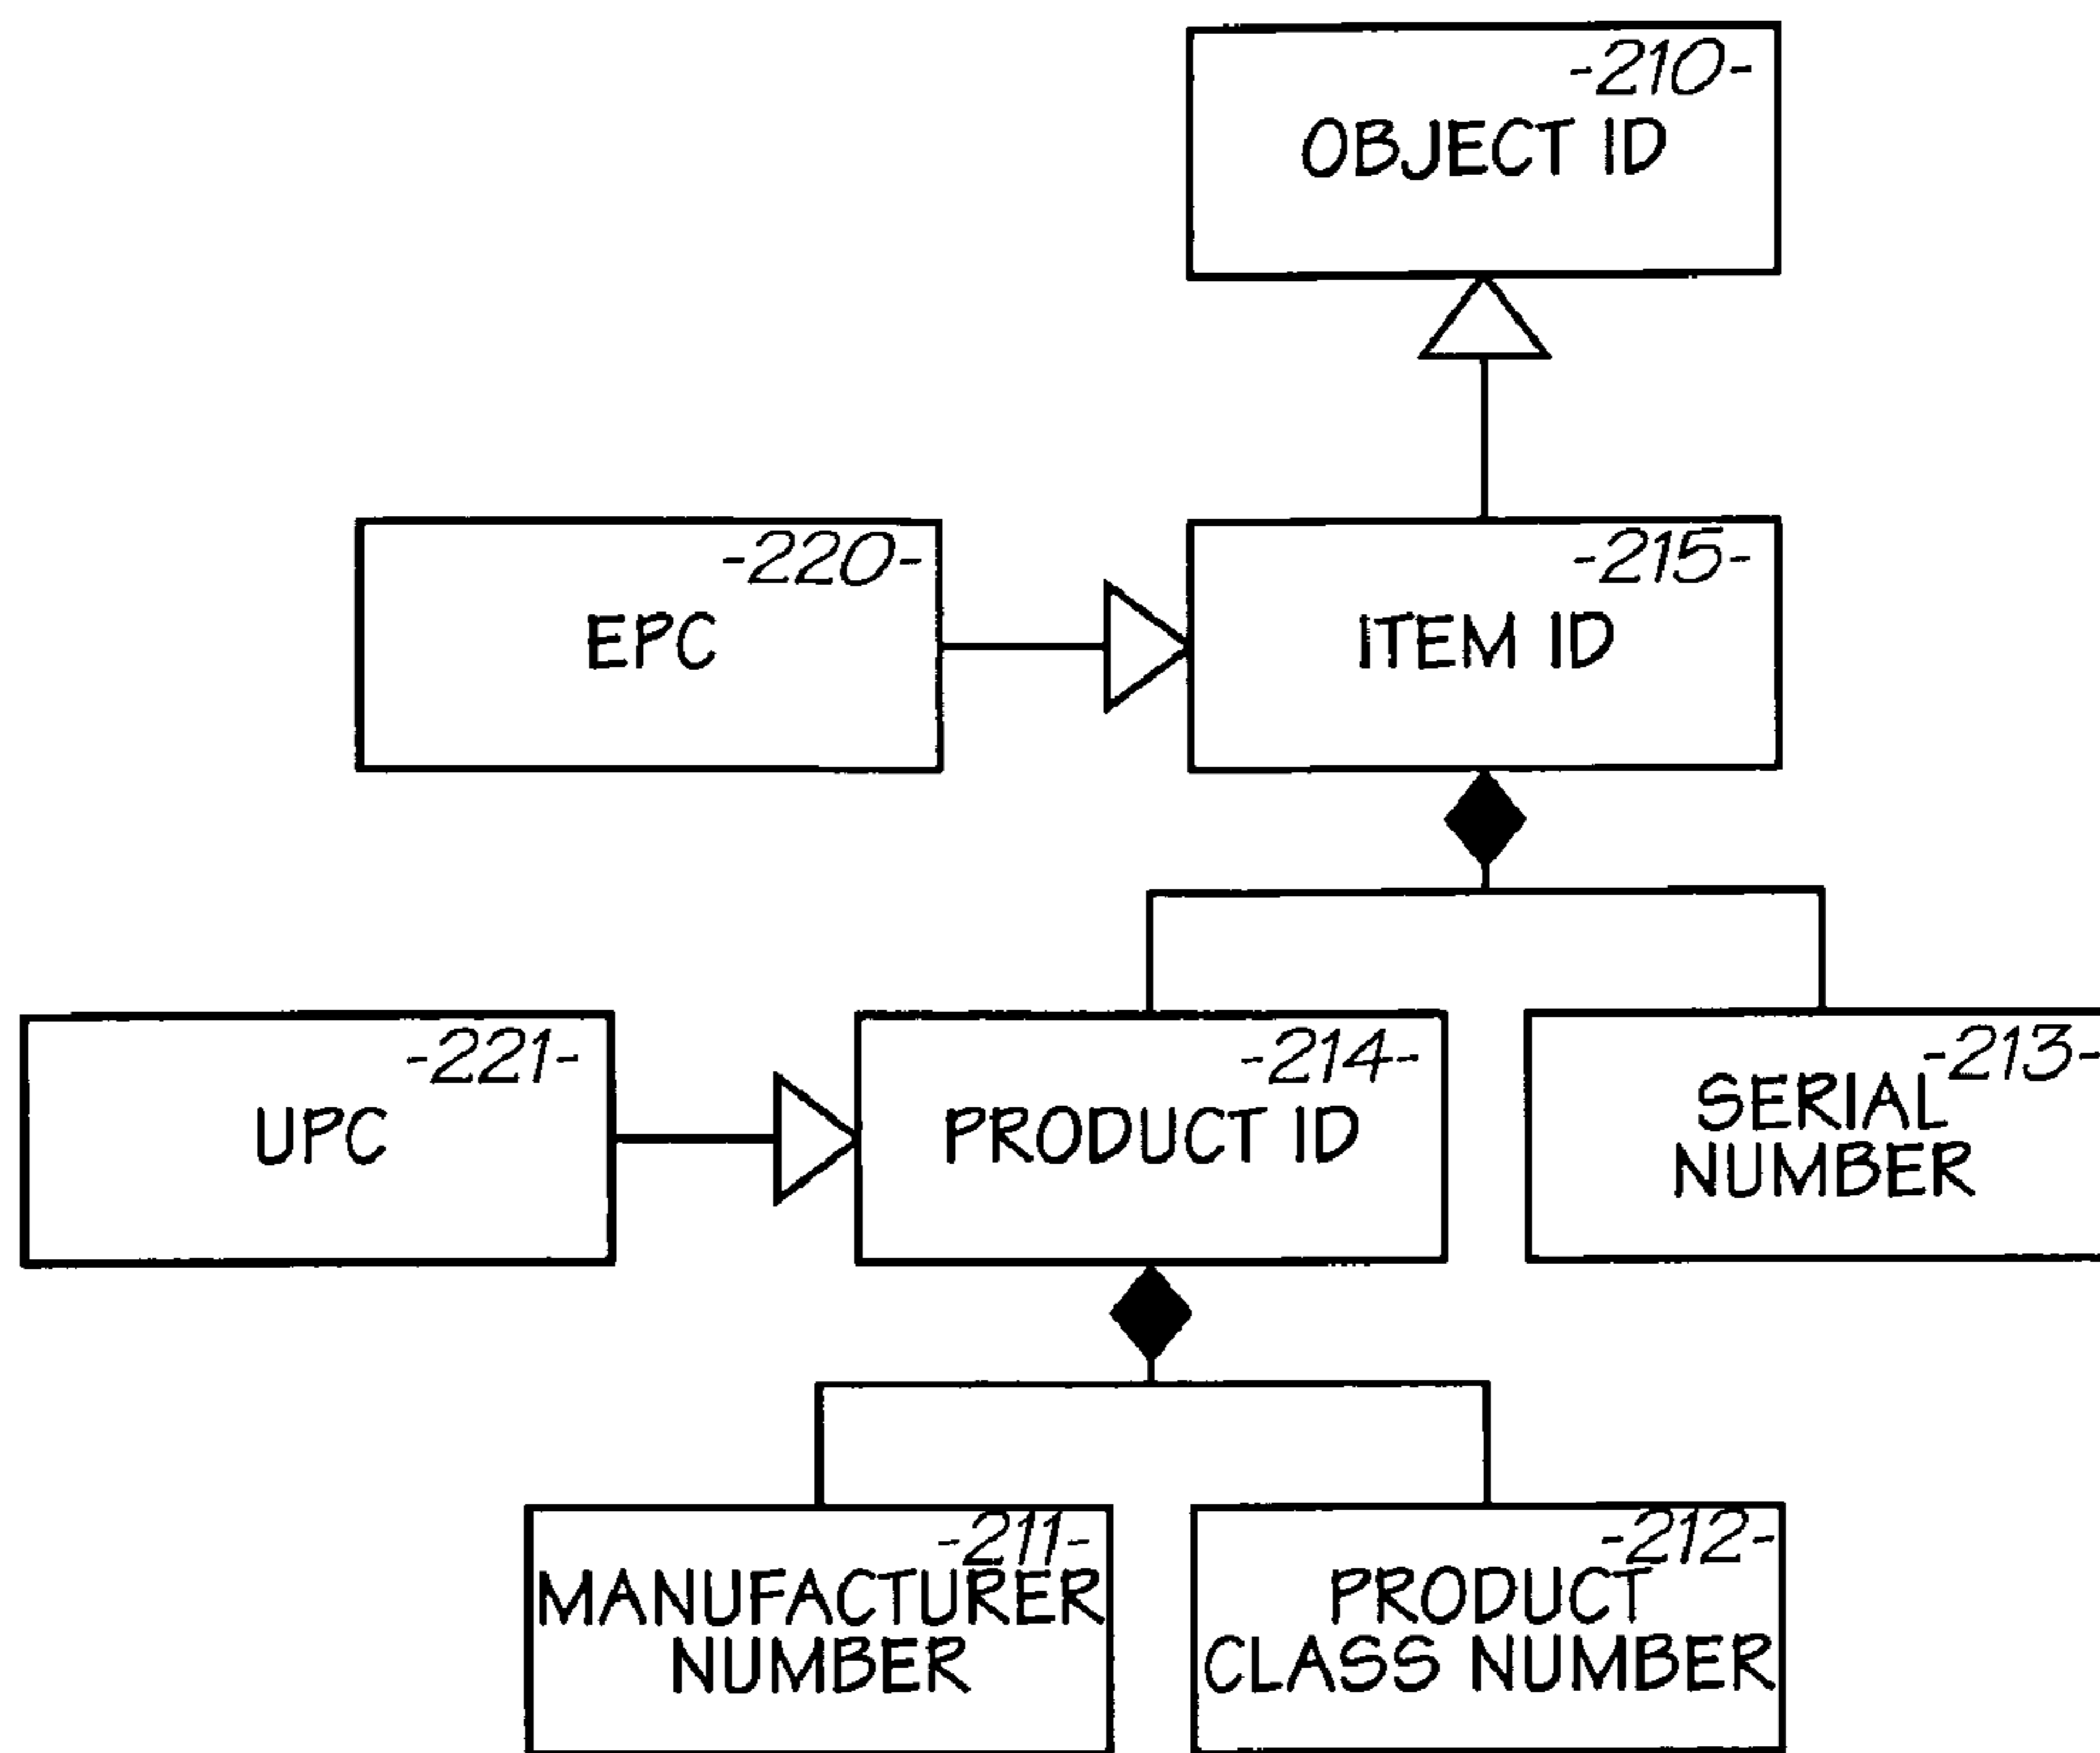 -210-
OBJECT ID
-220-
EPC
-215-
ITEM ID
-221-
UPC
-214-
PRODUCT ID
-213-
SERIAL
NUMBER
-211-
MANUFACTURER
NUMBER
-212-
PRODUCT
CLASS NUMBER